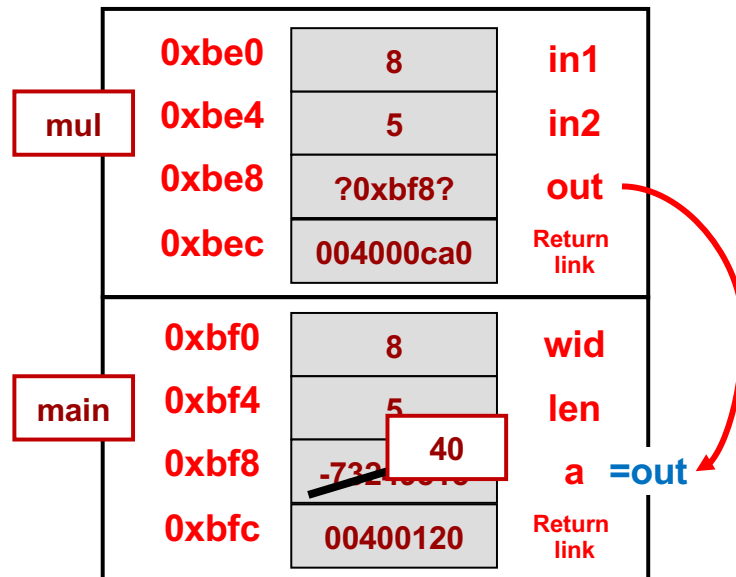 0xbe0 8 in1
mul
0xbe4 5 in2
0xbe8 ?0xbf8? out
0xbec 004000ca0 Return link
0xbf0 8 wid
main
0xbf4 5 len
40
0xbf8 a =out
0xbfc 00400120 Return link